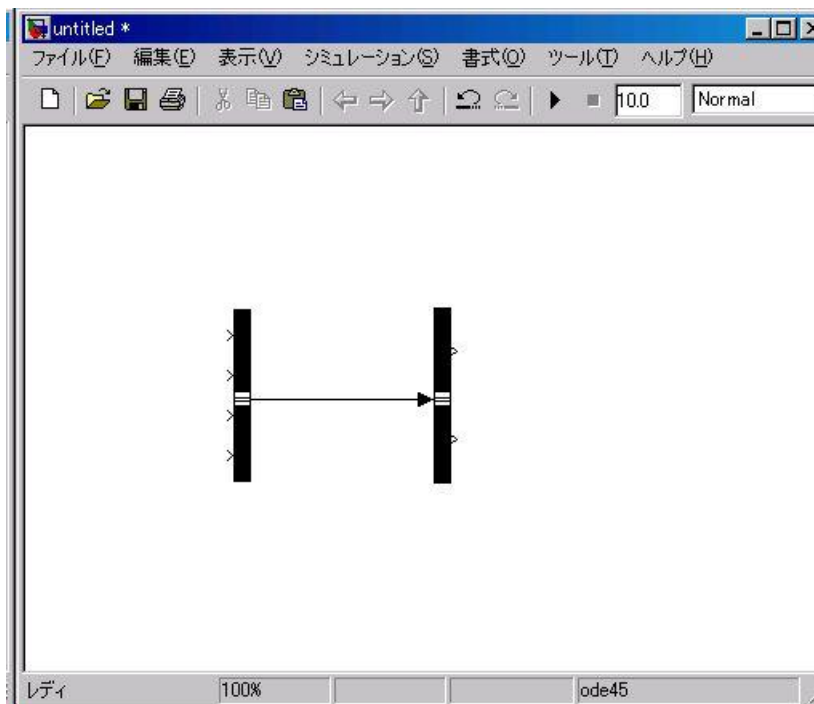 untitled *
ファイル(F) 編集(E) 表示(V) シミュレーション(S) 書式(O) ツール(T) ヘルプ(H)
10.0 Normal
レディ 100% ode45